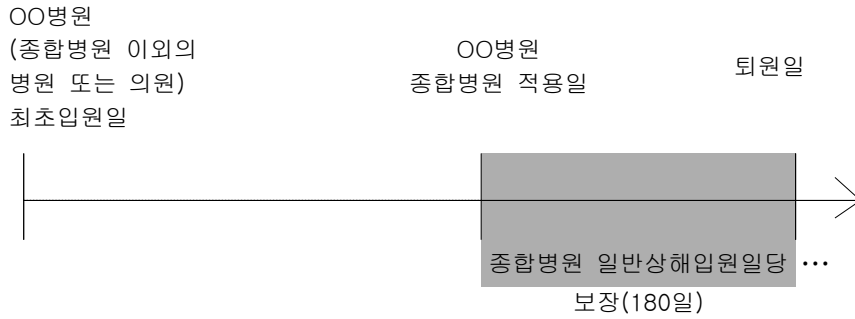 OO병원
(종합병원 이외의
병원 또는 의원)
최초입원일
OO병원
종합병원 적용일
퇴원일
종합병원 일반상해입원일당 …
보장(180일)